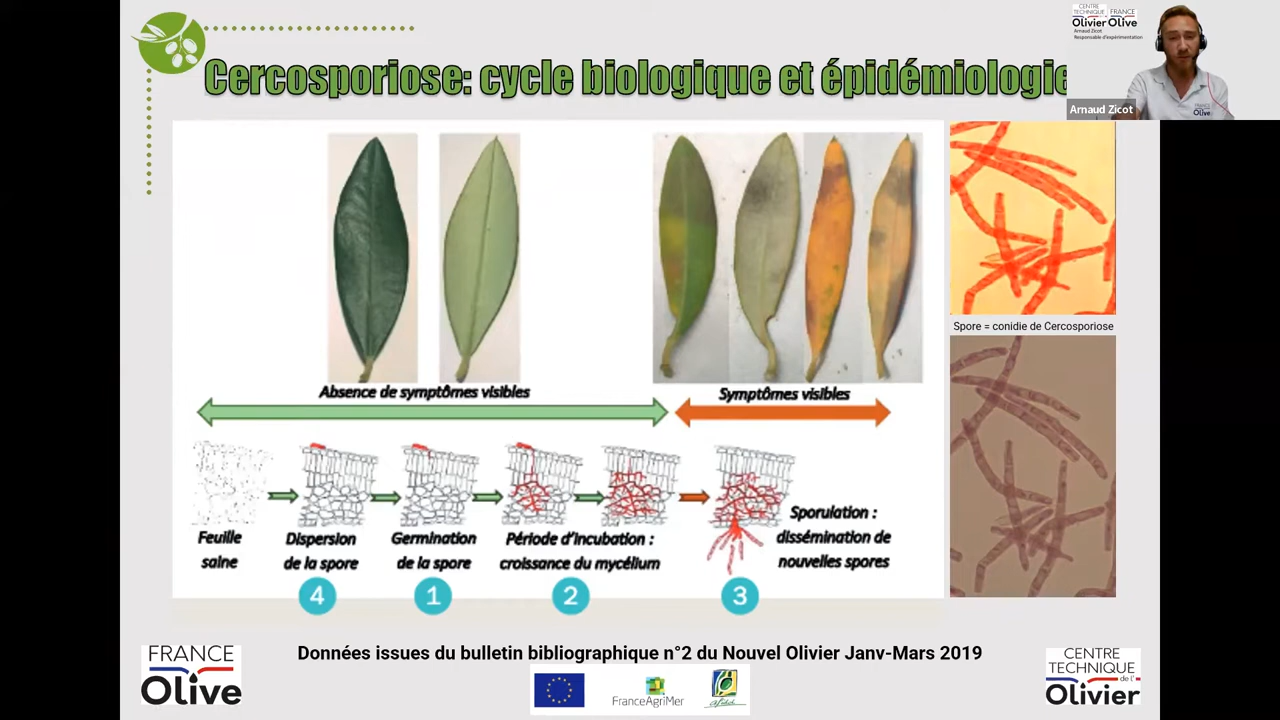 Cercosporiose: cycle biologique et épidémiologie
CENTRE
TECHNIQUE
Olivier
FRANCE
Olive
Arnaud Zicot
Responsable d'expérimentation
Arnaud Zicot
FRANCE
Olive
Spore = conidie de Cercosporiose
Absence de symptômes visibles
Symptômes visibles
Feuille
saine
Dispersion
de la spore
Germination
de la spore
Période d'incubation :
croissance du mycélium
Sporulation :
dissémination de
nouvelles spores
4
1
2
3
Données issues du bulletin bibliographique n°2 du Nouvel Olivier Janv-Mars 2019
FRANCE
Olive
FranceAgriMer
afidol
CENTRE
TECHNIQUE
de l'
Olivier